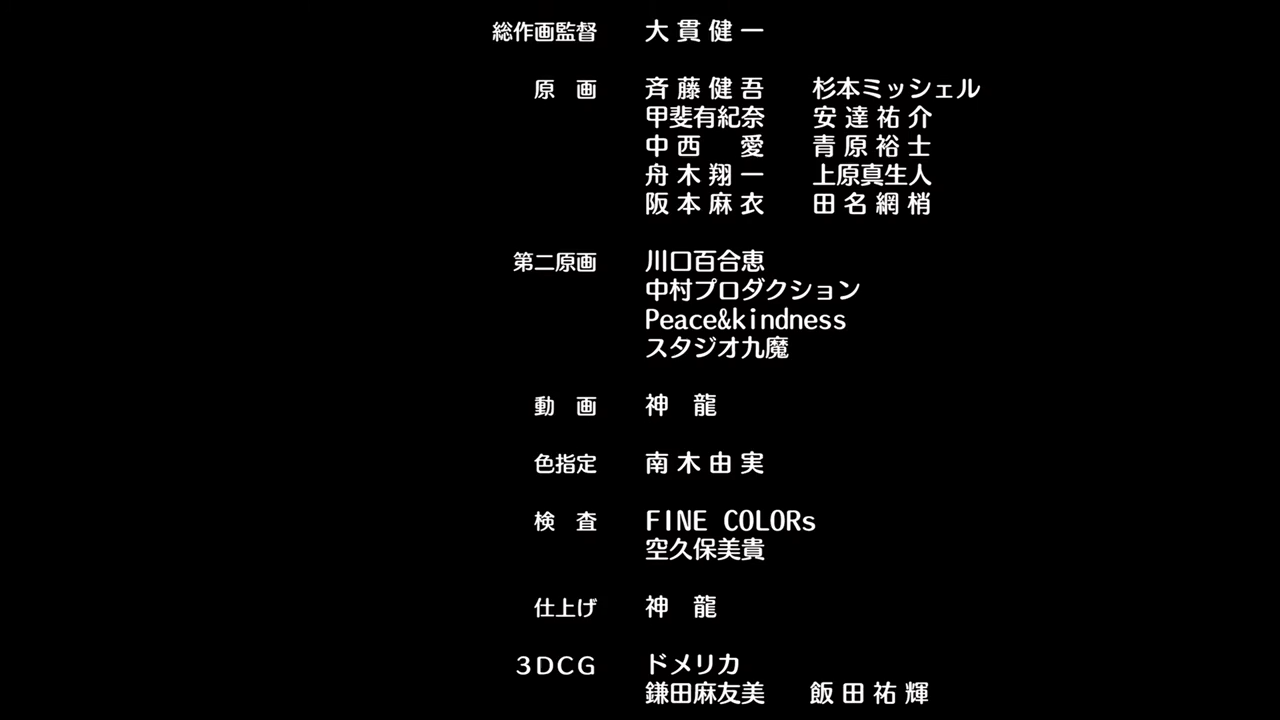 総作画監督 大貫健一
原画 斉藤健吾 杉本ミッシェル
甲斐有紀奈 安達祐介
中西愛 青原裕士
舟木翔一 上原真生人
阪本麻衣 田名網梢
第二原画 川口百合恵
中村プロダクション
Peace&kindness
スタジオ九魔
動画 神龍
色指定 南木由実
検査 FINE COLORs
空久保美貴
仕上げ 神龍
3DCG ドメリカ
鎌田麻友美 飯田祐輝